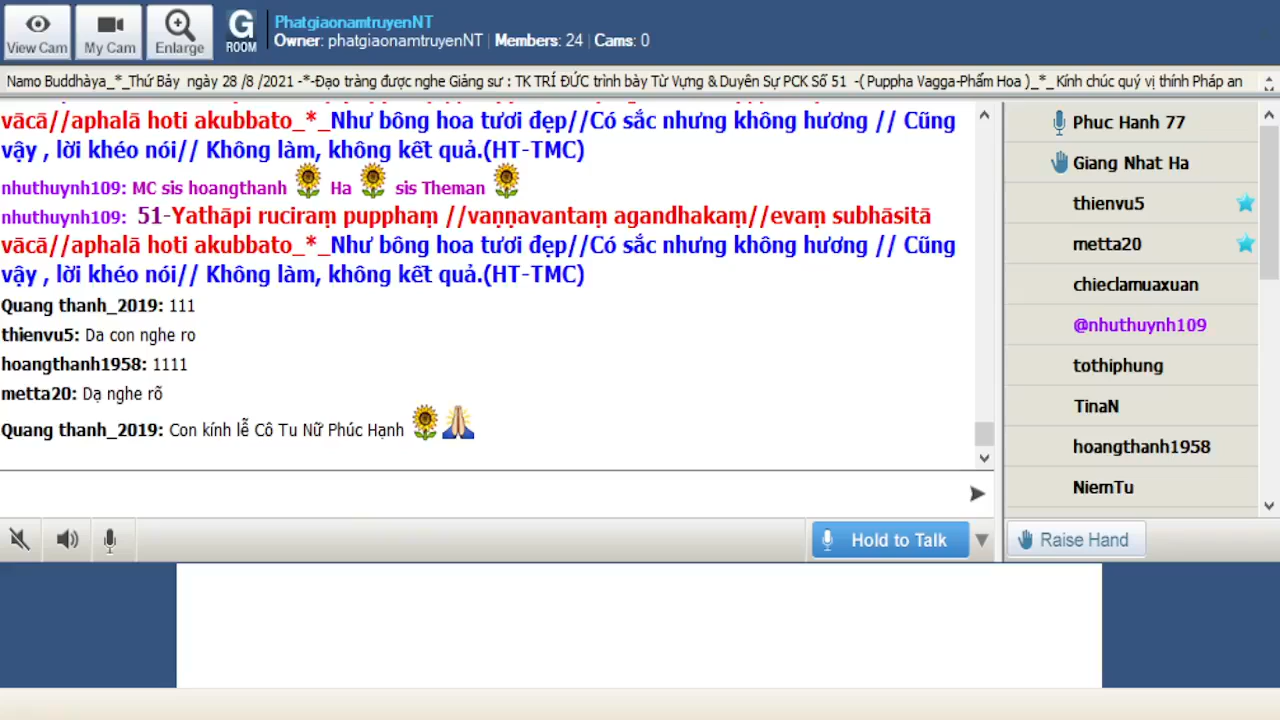 View Cam
My Cam
Enlarge
G
ROOM
PhatgiaonamtruyenNT
Owner: phatgiaonamtruyenNT | Members: 24 | Cams: 0
Namo Buddhàya_*_Thứ Bảy ngày 28 /8 /2021 -*-Đạo tràng được nghe Giảng sư : TK TRÍ ĐỨC trình bày Từ Vựng & Duyên Sự PCK Số 51 -( Puppha Vagga-Phẩm Hoa )_*_ Kính chúc quý vị thính Pháp an
vācā//aphalā hoti akubbato_*_Như bông hoa tươi đẹp//Có sắc nhưng không hương // Cũng
vậy , lời khéo nói// Không làm, không kết quả.(HT-TMC)
nhuthuynh109: MC sis hoangthanh Ha sis Theman
nhuthuynh109: 51-Yathāpi ruciraṃ pupphaṃ //vaṇṇavantaṃ agandhakaṃ//evaṃ subhāsitā
vācā//aphalā hoti akubbato_*_Như bông hoa tươi đẹp//Có sắc nhưng không hương // Cũng
vậy , lời khéo nói// Không làm, không kết quả.(HT-TMC)
Quang thanh_2019: 111
thienvu5: Da con nghe ro
hoangthanh1958: 1111
metta20: Dạ nghe rõ
Quang thanh_2019: Con kính lễ Cô Tu Nữ Phúc Hạnh
Phuc Hanh 77
Giang Nhat Ha
thienvu5
metta20
chieclamuaxuan
@nhuthuynh109
tothiphung
TinaN
hoangthanh1958
NiemTu
Hold to Talk
Raise Hand